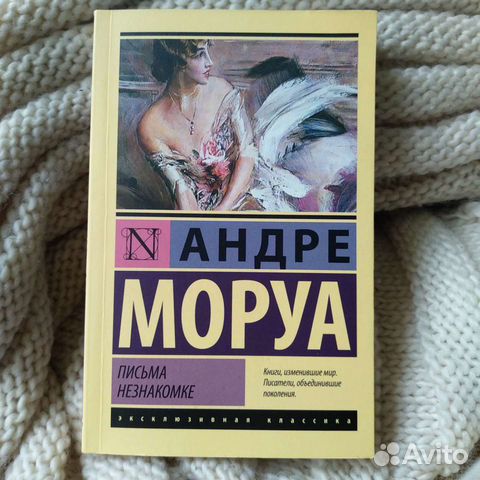 N
АНДРЕ
МОРУА
ПИСЬМА
НЕЗНАКОМКЕ
Книги, изменившие мир.
Писатели, объединившие
поколения.
эксклюзивная классика
Avito